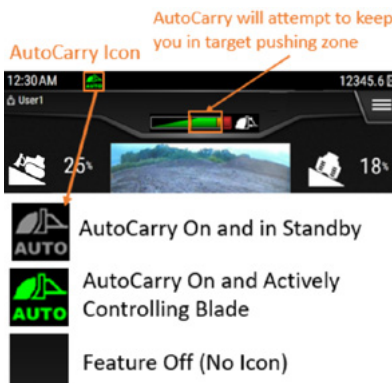 AutoCarry will attempt to keep
you in target pushing zone
AutoCarry Icon
12:30AM
12345.6
User1
25%
18%
AUTO
AutoCarry On and in Standby
AUTO
AutoCarry On and Actively
Controlling Blade
Feature Off (No Icon)